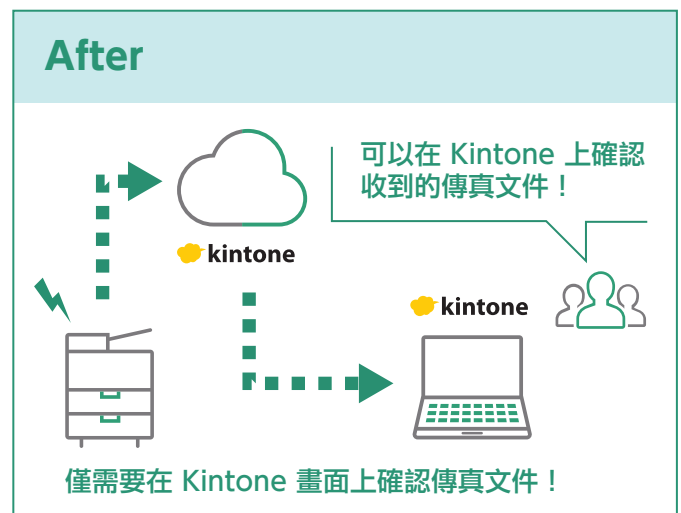 After
可以在 Kintone 上確認
收到的傳真文件！
kintone
kintone
僅需要在 Kintone 畫面上確認傳真文件！